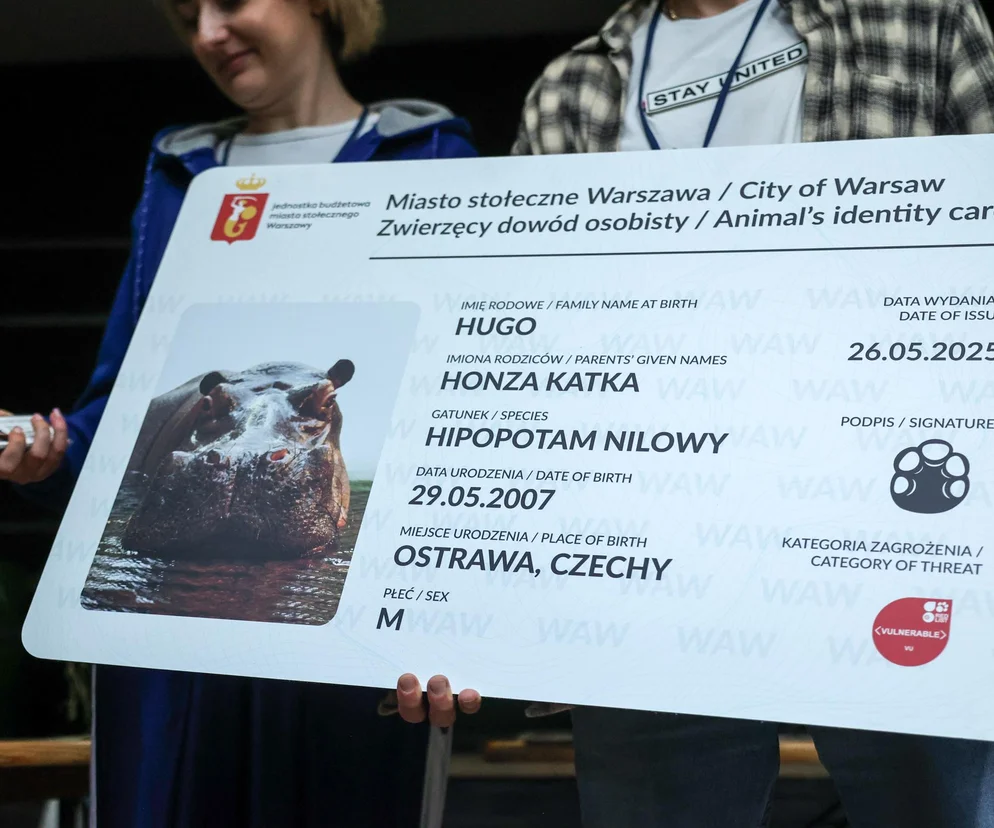 STAY UNITED
jednostka budżetowa
miasta stołecznego
Warszawy
Miasto stołeczne Warszawa / City of Warsaw
Zwierzęcy dowód osobisty / Animal's identity car
IMIĘ RODOWE / FAMILY NAME AT BIRTH
HUGO
IMIONA RODZICÓW / PARENTS' GIVEN NAMES
HONZA KATKA
GATUNEK / SPECIES
HIPOPOTAM NILOWY
DATA URODZENIA / DATE OF BIRTH
29.05.2007
MIEJSCE URODZENIA / PLACE OF BIRTH
OSTRAWA, CZECHY
PŁEĆ / SEX
M
DATA WYDANIA
DATE OF ISSU
26.05.2025
PODPIS / SIGNATURE
KATEGORIA ZAGROŻENIA /
CATEGORY OF THREAT
<VULNERABLE>
VU